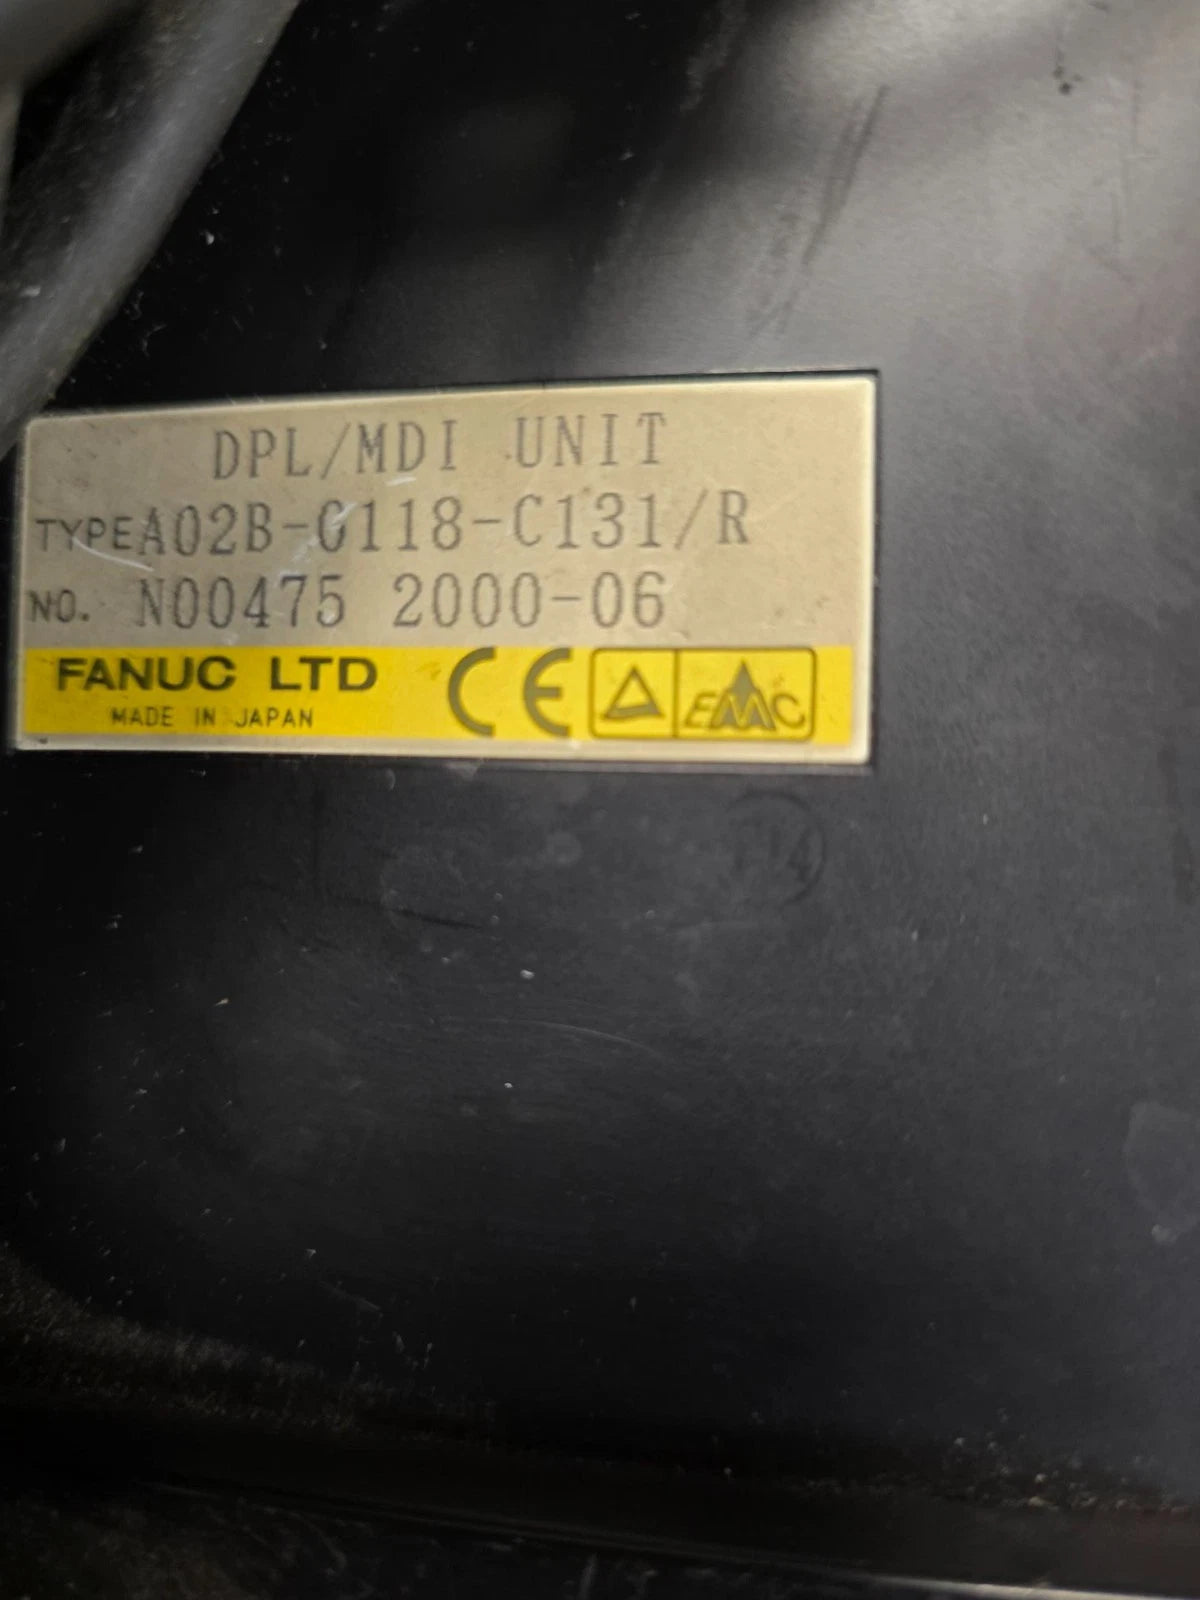 DPL/MDI UNIT
TYPE A02B-0118-C131/R
NO. N00475 2000-06
FANUC LTD CE EMC
MADE IN JAPAN